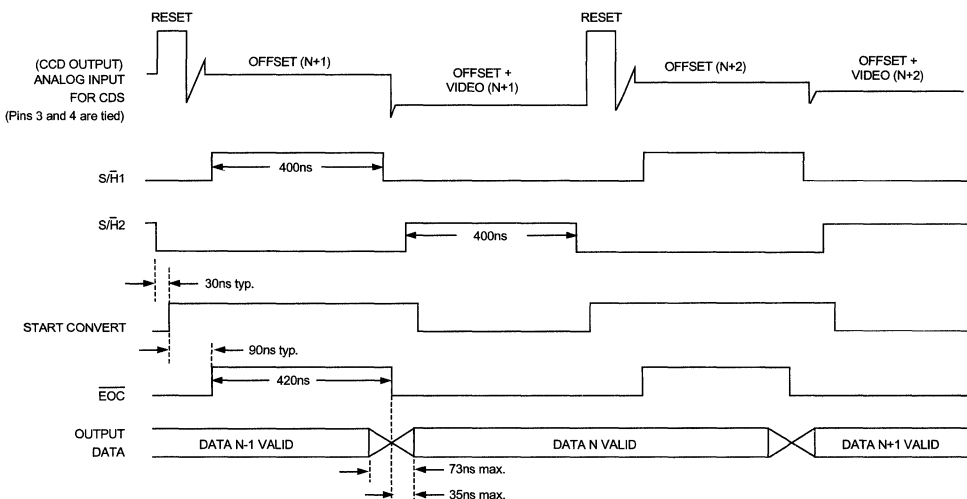 RESET
RESET
(CCD OUTPUT)
ANALOG INPUT
FOR CDS
(Pins 3 and 4 are tied)
OFFSET (N+1)
OFFSET +
VIDEO (N+1)
OFFSET (N+2)
OFFSET +
VIDEO (N+2)
S/H̅1
400ns
S/H̅2
400ns
30ns typ.
START CONVERT
90ns typ.
E̅O̅C̅
420ns
OUTPUT
DATA
DATA N-1 VALID
DATA N VALID
DATA N+1 VALID
73ns max.
35ns max.